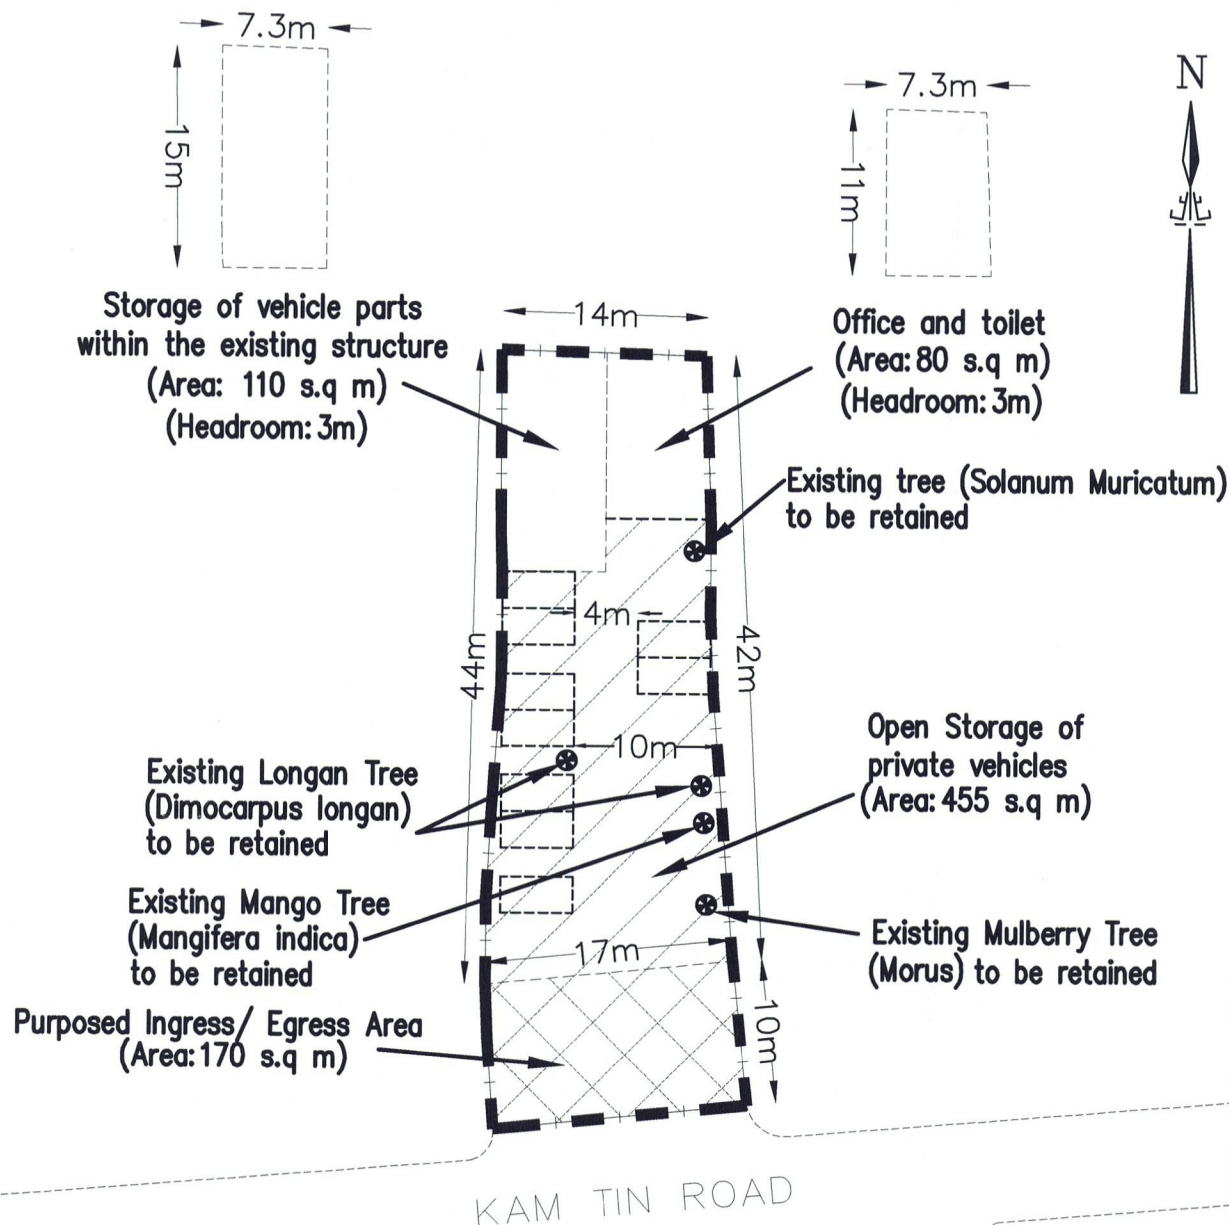 7.3m
15m
Storage of vehicle parts
within the existing structure
(Area: 110 s.q m)
(Headroom: 3m)
7.3m
11m
Office and toilet
(Area: 80 s.q m)
(Headroom: 3m)
N
14m
Existing tree (Solanum Muricatum)
to be retained
4m
44m
42m
10m
Open Storage of
private vehicles
(Area: 455 s.q m)
Existing Longan Tree
(Dimocarpus longan)
to be retained
Existing Mango Tree
(Mangifera indica)
to be retained
17m
Existing Mulberry Tree
(Morus) to be retained
Purposed Ingress/ Egress Area
(Area: 170 s.q m)
10m
KAM TIN ROAD